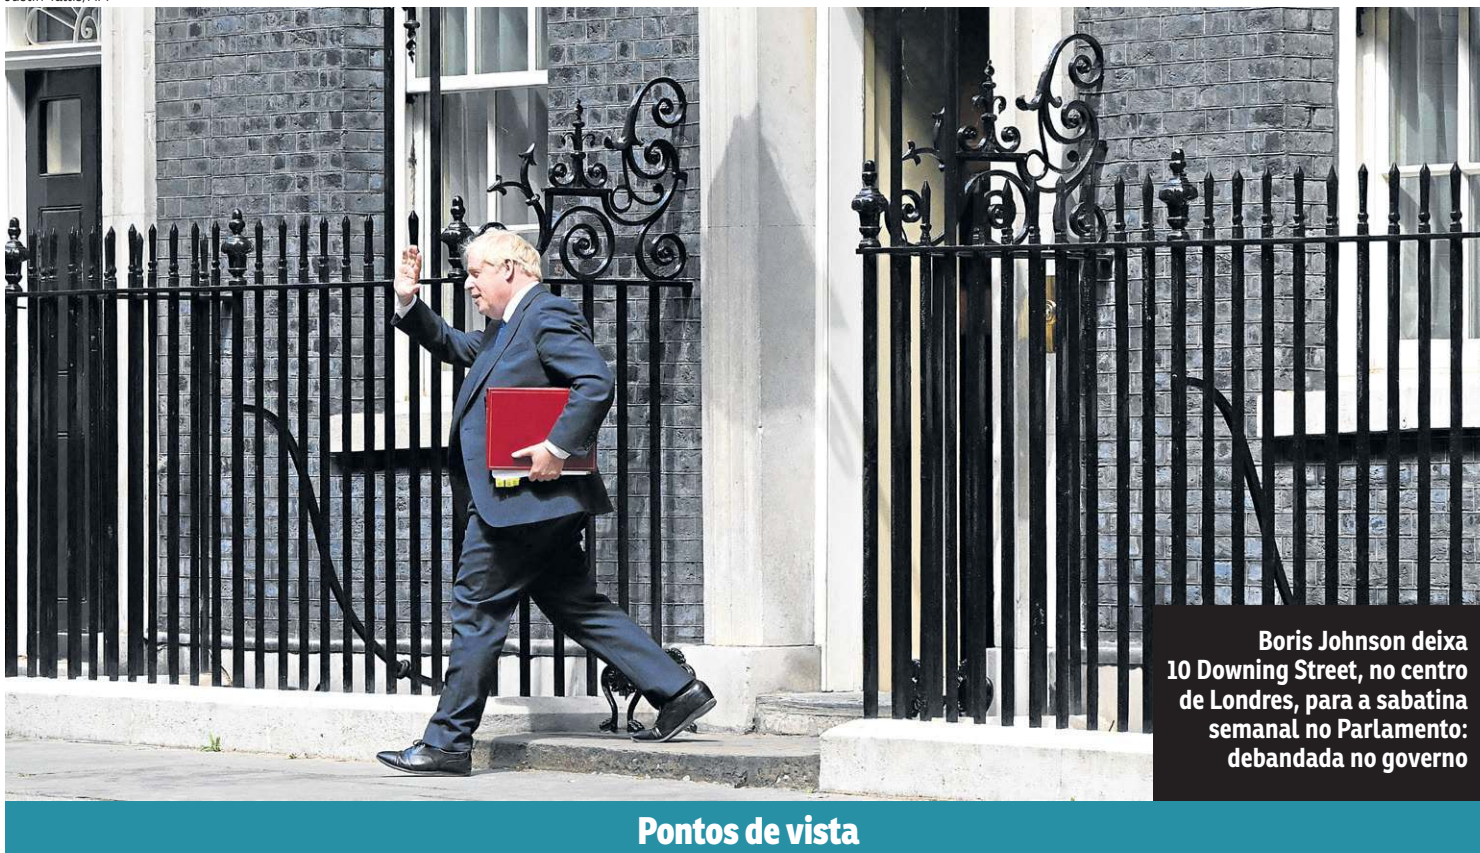 Boris Johnson deixa
10 Downing Street, no centro
de Londres, para a sabatina
semanal no Parlamento:
debandada no governo
Pontos de vista